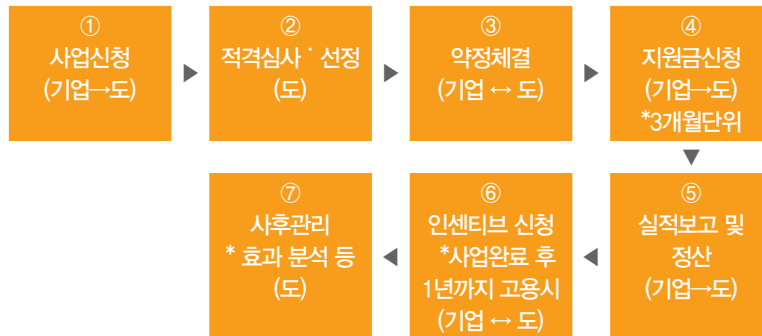 ①
사업신청
(기업→도)
②
적격심사ㆍ선정
(도)
③
약정체결
(기업 ↔ 도)
④
지원금신청
(기업→도)
*3개월단위
⑤
실적보고 및
정산
(기업→도)
⑥
인센티브 신청
*사업완료 후
1년까지 고용시
(기업 ↔ 도)
⑦
사후관리
* 효과 분석 등
(도)